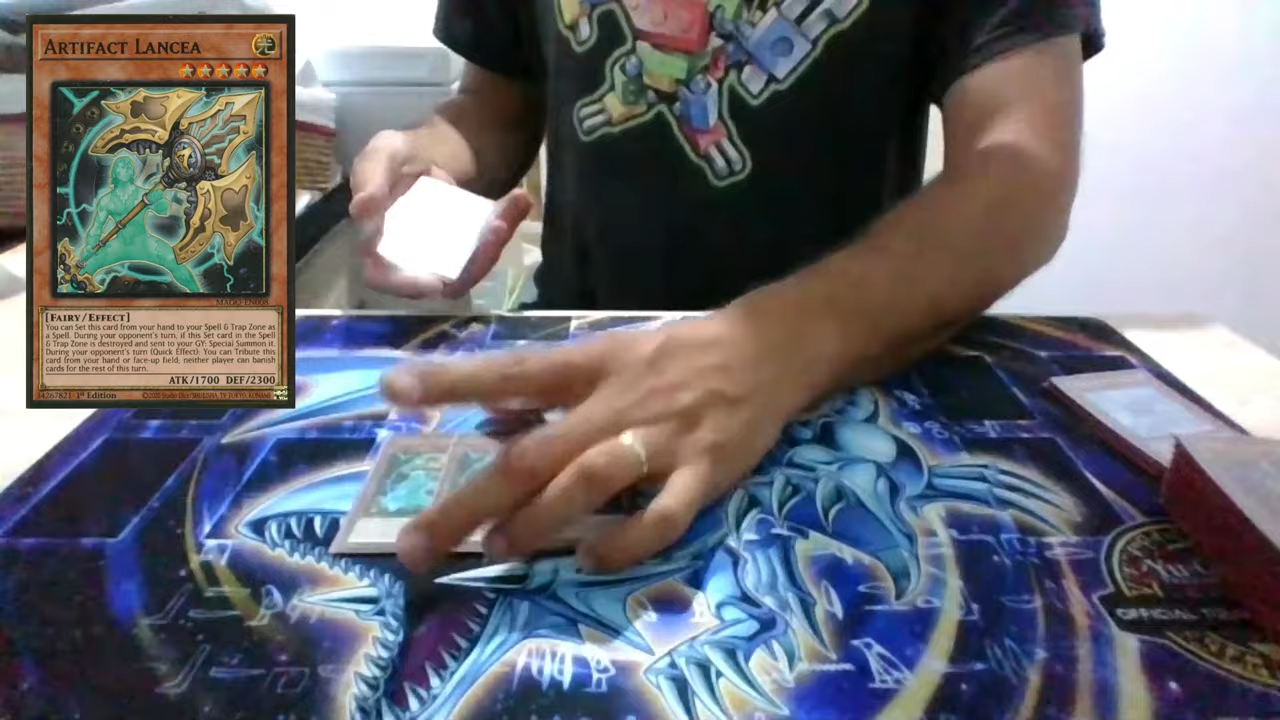 ARTIFACT LANCEA
MAGO-EN008
[FAIRY/EFFECT]
You can Set this card from your hand to your Spell & Trap Zone as
a Spell. During your opponent's turn, if this Set card in the Spell
& Trap Zone is destroyed and sent to your GY: Special Summon it.
During your opponent's turn (Quick Effect): You can Tribute this
card from your hand or face-up field; neither player can banish
cards for the rest of this turn.
ATK/1700 DEF/2300
34267821 1st Edition
OFFICIAL